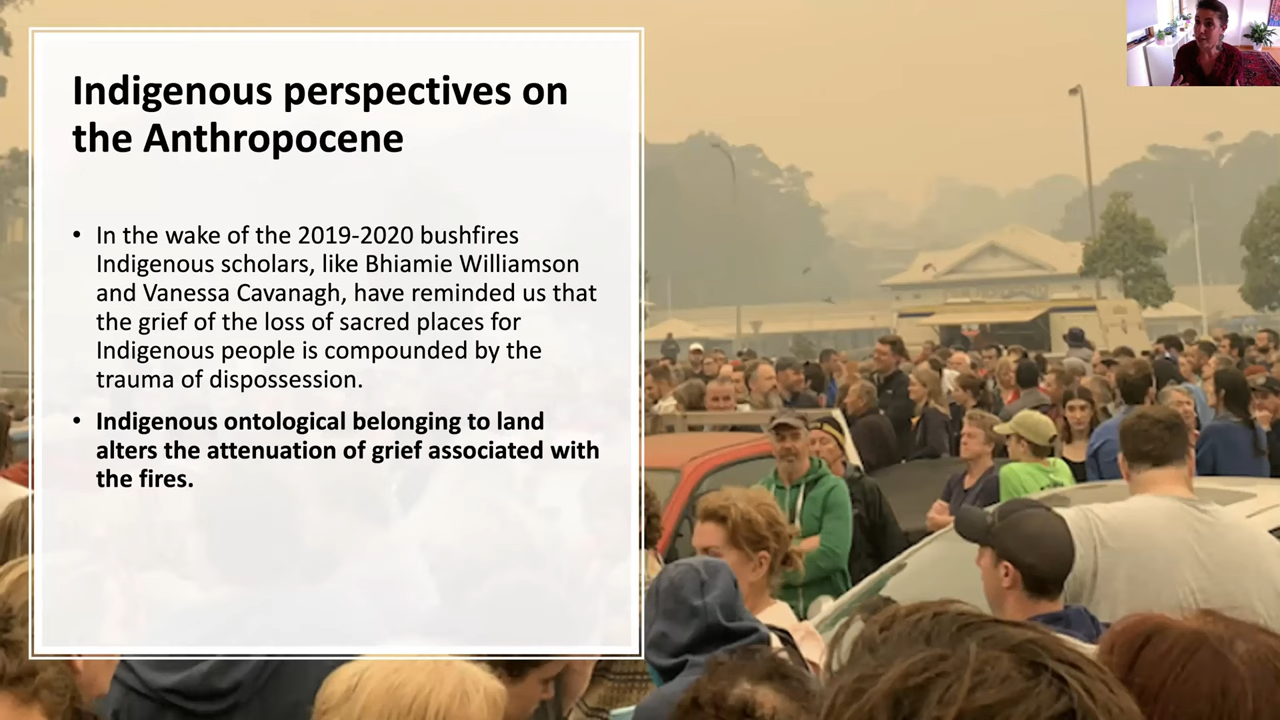 Indigenous perspectives on
the Anthropocene
• In the wake of the 2019-2020 bushfires
Indigenous scholars, like Bhiamie Williamson
and Vanessa Cavanagh, have reminded us that
the grief of the loss of sacred places for
Indigenous people is compounded by the
trauma of dispossession.
• Indigenous ontological belonging to land
alters the attenuation of grief associated with
the fires.